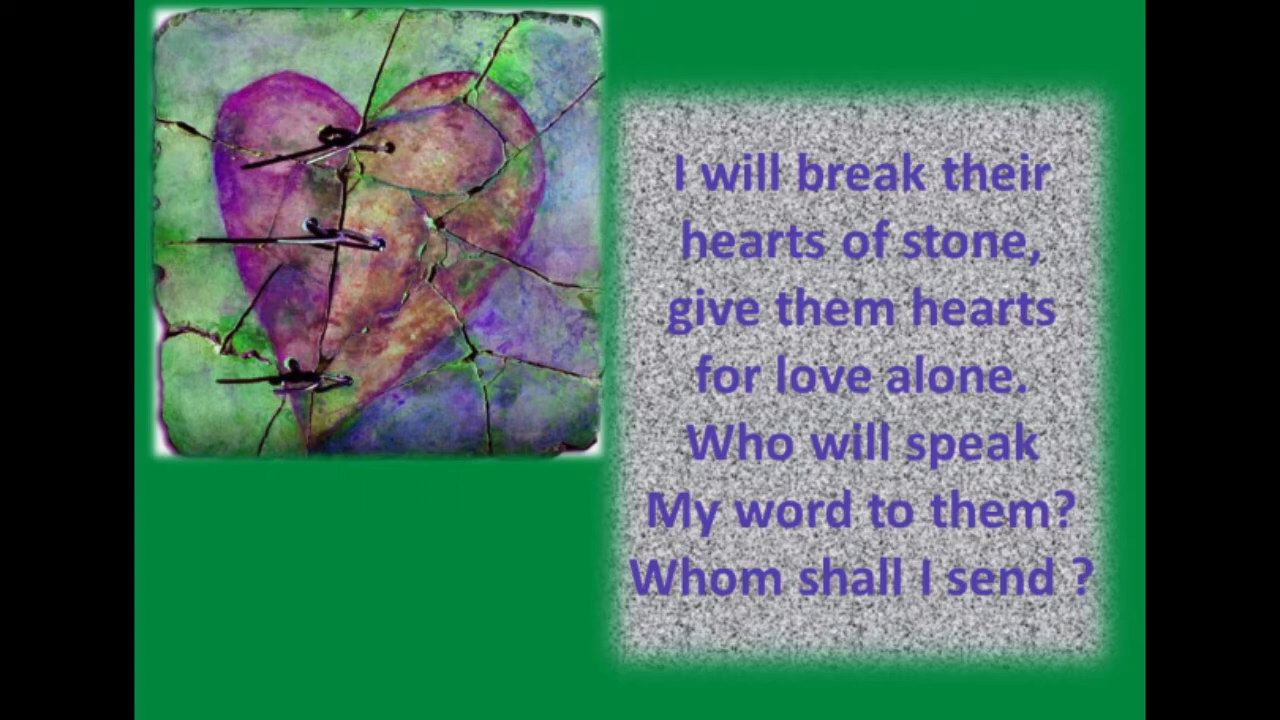 I will break their
hearts of stone,
give them hearts
for love alone.
Who will speak
My word to them?
Whom shall I send ?